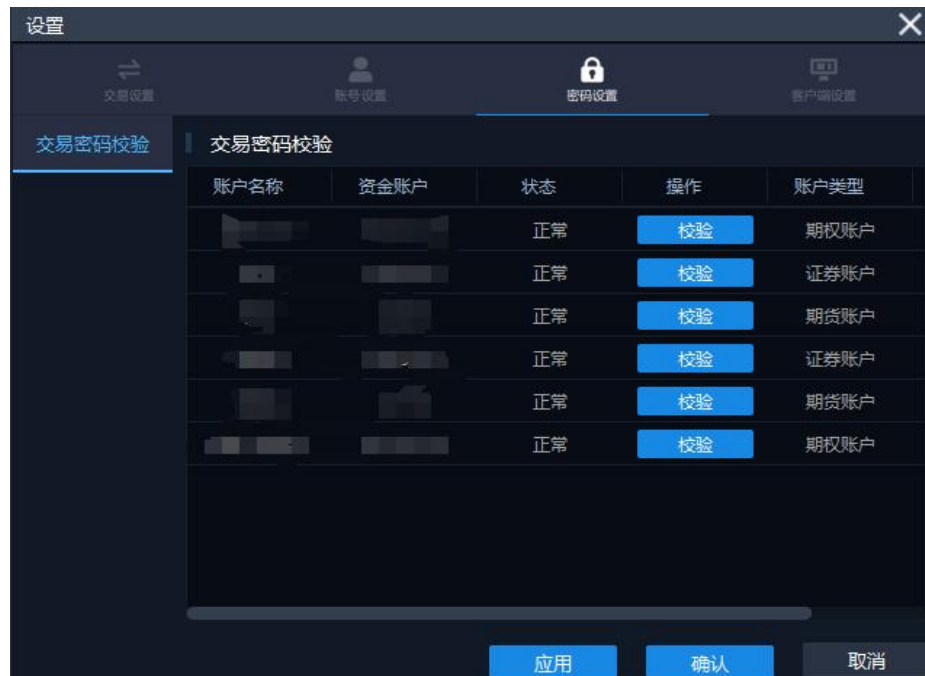 设置
交易设置 账号设置 密码设置 客户端设置
交易密码校验 交易密码校验
账户名称 资金账户 状态 操作 账户类型
正常 校验 期权账户
正常 校验 证券账户
正常 校验 期货账户
正常 校验 证券账户
正常 校验 期货账户
正常 校验 期权账户
应用 确认 取消